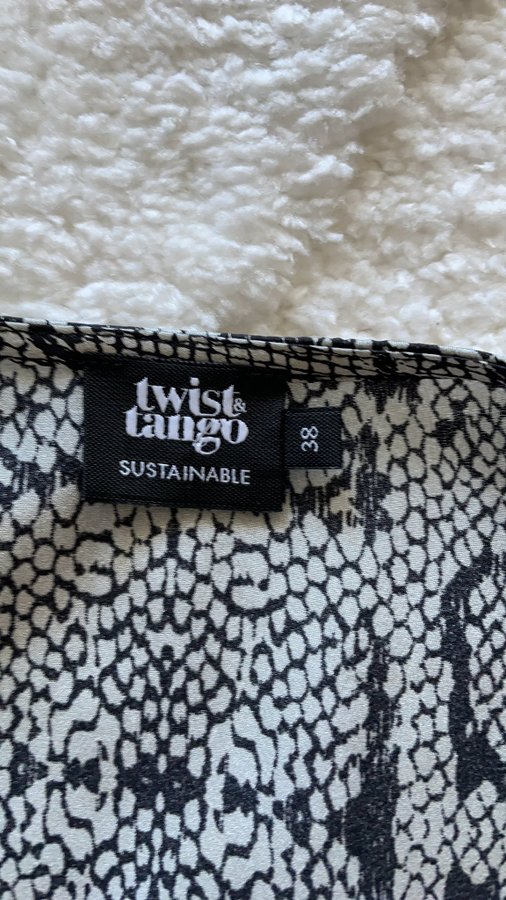 twist &
tango
SUSTAINABLE
38